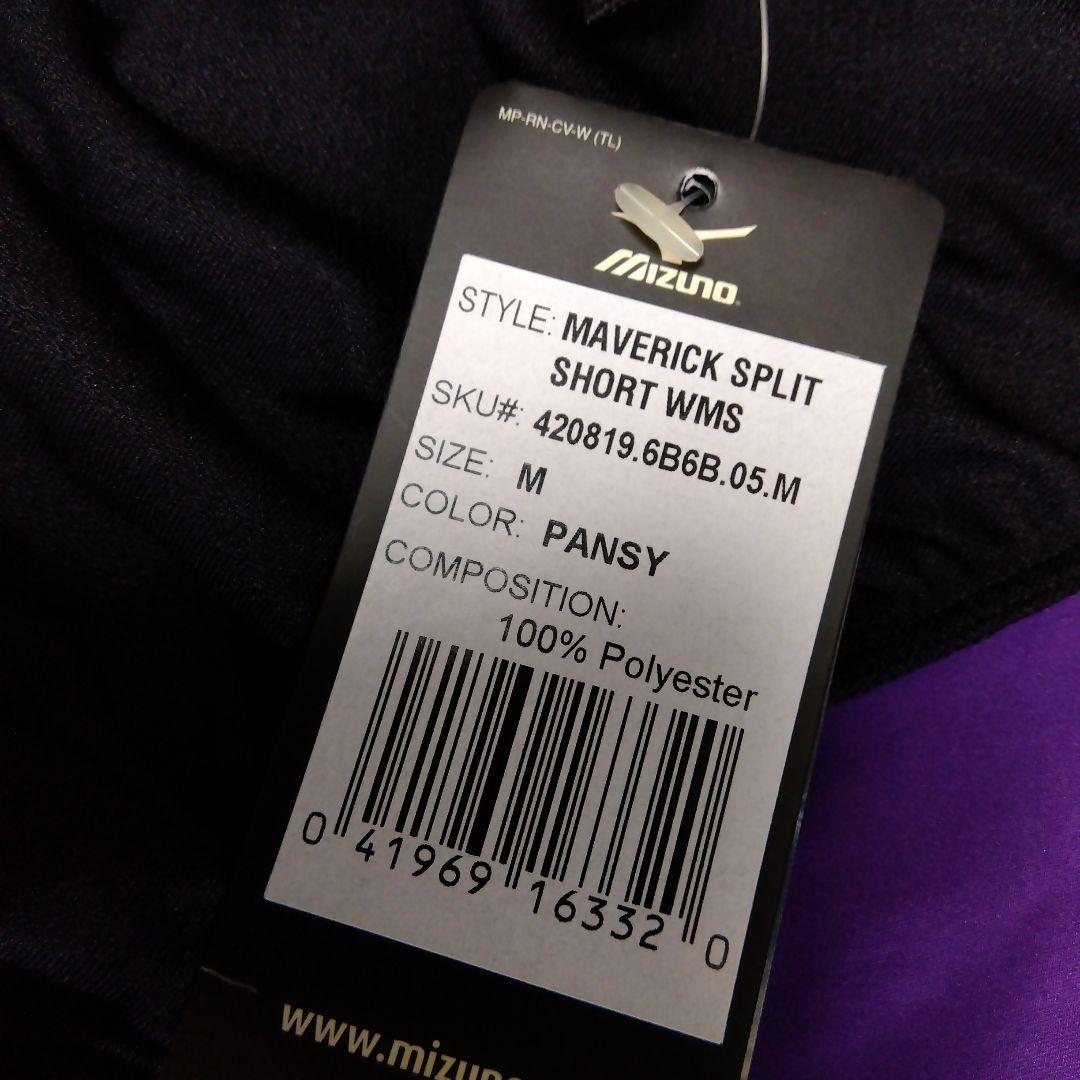 MP-RN-CV-W (TL)
MIZUNO
STYLE: MAVERICK SPLIT
SHORT WMS
SKU#: 420819.6B6B.05.M
SIZE: M
COLOR: PANSY
COMPOSITION:
100% Polyester
0 41969 16332 0
www.mizuno